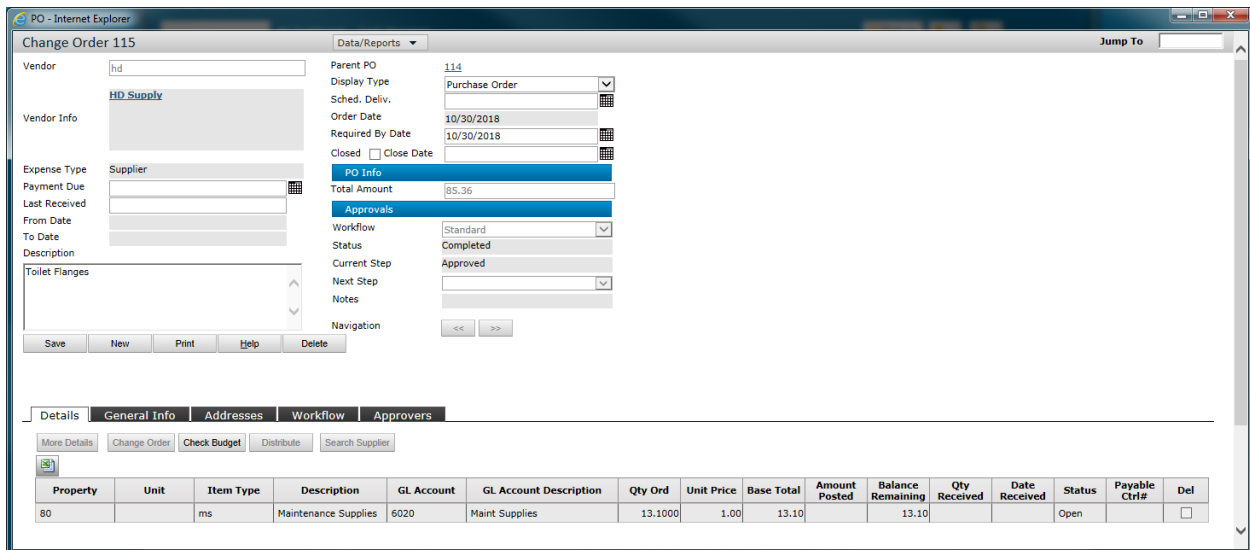 PO - Internet Explorer
Change Order 115
Data/Reports
Jump To
Vendor
hd
Parent PO
114
Display Type
Purchase Order
Vendor Info
HD Supply
Sched. Deliv.
Order Date
10/30/2018
Required By Date
10/30/2018
Closed
Close Date
Expense Type
Supplier
PO Info
Payment Due
Total Amount
85.36
Last Received
Approvals
From Date
Workflow
Standard
To Date
Status
Completed
Description
Current Step
Approved
Toilet Flanges
Next Step
Notes
Navigation
<< >>
Save New Print Help Delete
Details General Info Addresses Workflow Approvers
More Details Change Order Check Budget Distribute Search Supplier
Property Unit Item Type Description GL Account GL Account Description Qty Ord Unit Price Base Total Amount Posted Balance Remaining Qty Received Date Received Status Payable Ctrl# Del
80 ms Maintenance Supplies 6020 Maint Supplies 13.1000 1.00 13.10 13.10 Open